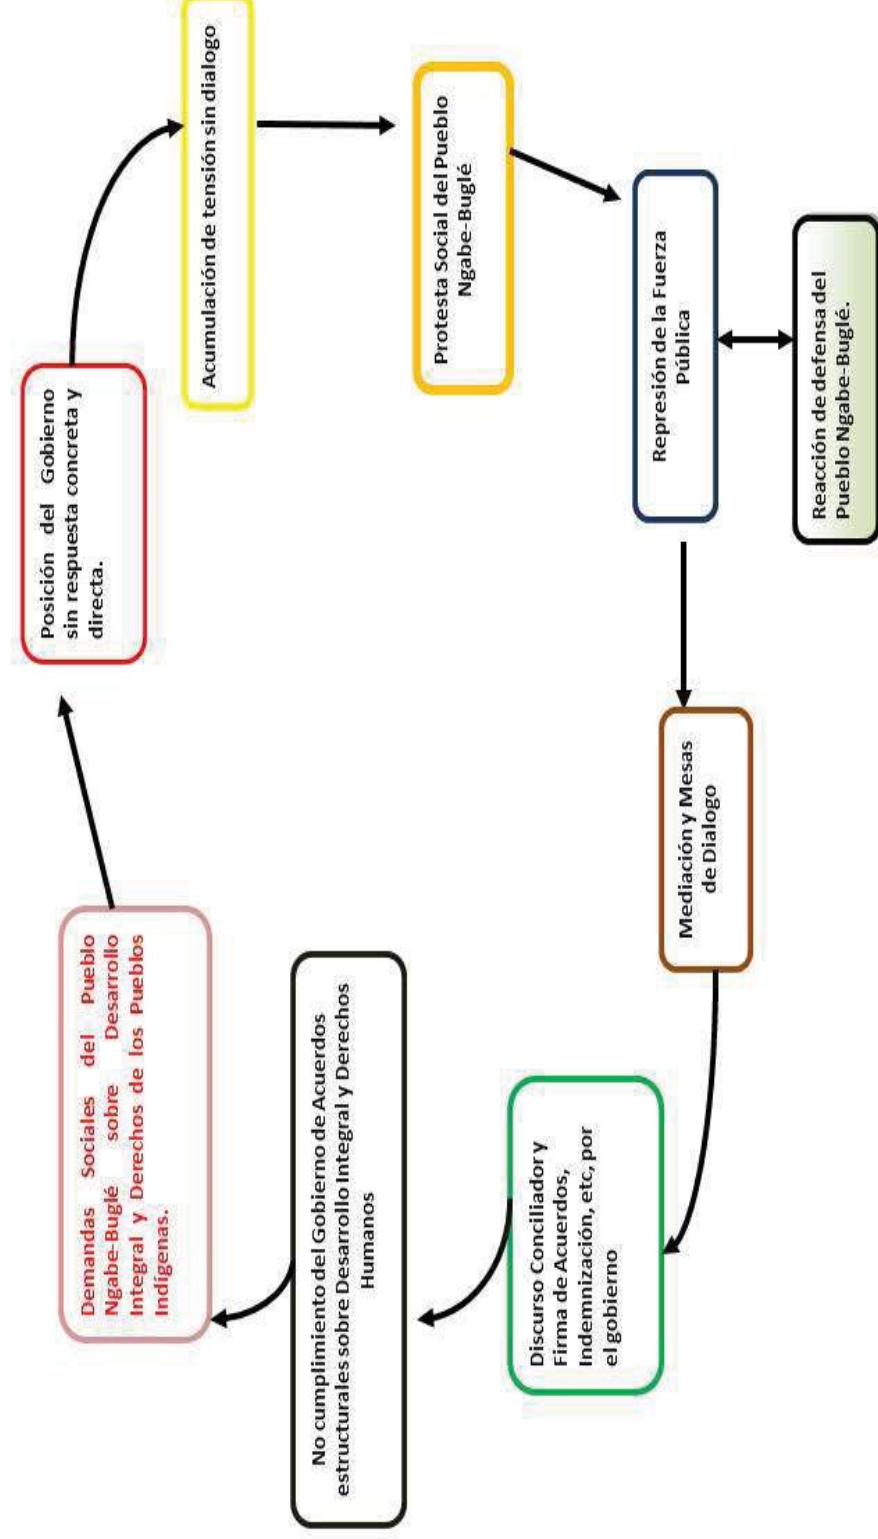 Demandas Sociales del Pueblo
Ngabe-Buglé sobre Desarrollo
Integral y Derechos de los Pueblos
Indígenas.
Posición del Gobierno
sin respuesta concreta y
directa.
Acumulación de tensión sin dialogo
Protesta Social del Pueblo
Ngabe-Buglé
Represión de la Fuerza
Pública
Reacción de defensa del
Pueblo Ngabe-Buglé.
Mediación y Mesas
de Dialogo
Discurso Conciliador y
Firma de Acuerdos,
Indemnización, etc, por
el gobierno
No cumplimiento del Gobierno de Acuerdos
estructurales sobre Desarrollo Integral y Derechos
Humanos